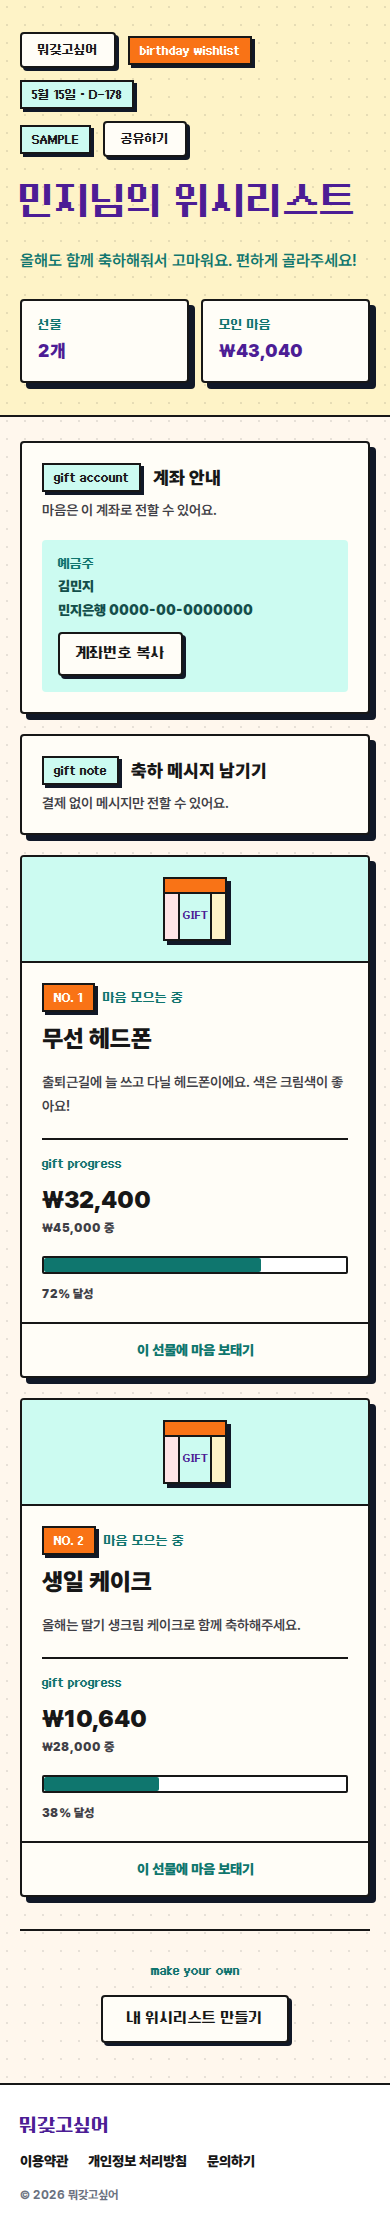 뭐갖고싶어
birthday wishlist
5월 15일 · D-178
SAMPLE
공유하기
민지님의 위시리스트
올해도 함께 축하해줘서 고마워요. 편하게 골라주세요!
선물
2개
모인 마음
₩43,040
gift account
계좌 안내
마음은 이 계좌로 전할 수 있어요.
예금주
김민지
민지은행 0000-00-0000000
계좌번호 복사
gift note
축하 메시지 남기기
결제 없이 메시지만 전할 수 있어요.
GIFT
NO. 1
마음 모으는 중
무선 헤드폰
출퇴근길에 늘 쓰고 다닐 헤드폰이에요. 색은 크림색이 좋
아요!
gift progress
₩32,400
₩45,000 중
72% 달성
이 선물에 마음 보태기
GIFT
NO. 2
마음 모으는 중
생일 케이크
올해는 딸기 생크림 케이크로 함께 축하해주세요.
gift progress
₩10,640
₩28,000 중
38% 달성
이 선물에 마음 보태기
make your own
내 위시리스트 만들기
뭐갖고싶어
이용약관 개인정보 처리방침 문의하기
© 2026 뭐갖고싶어